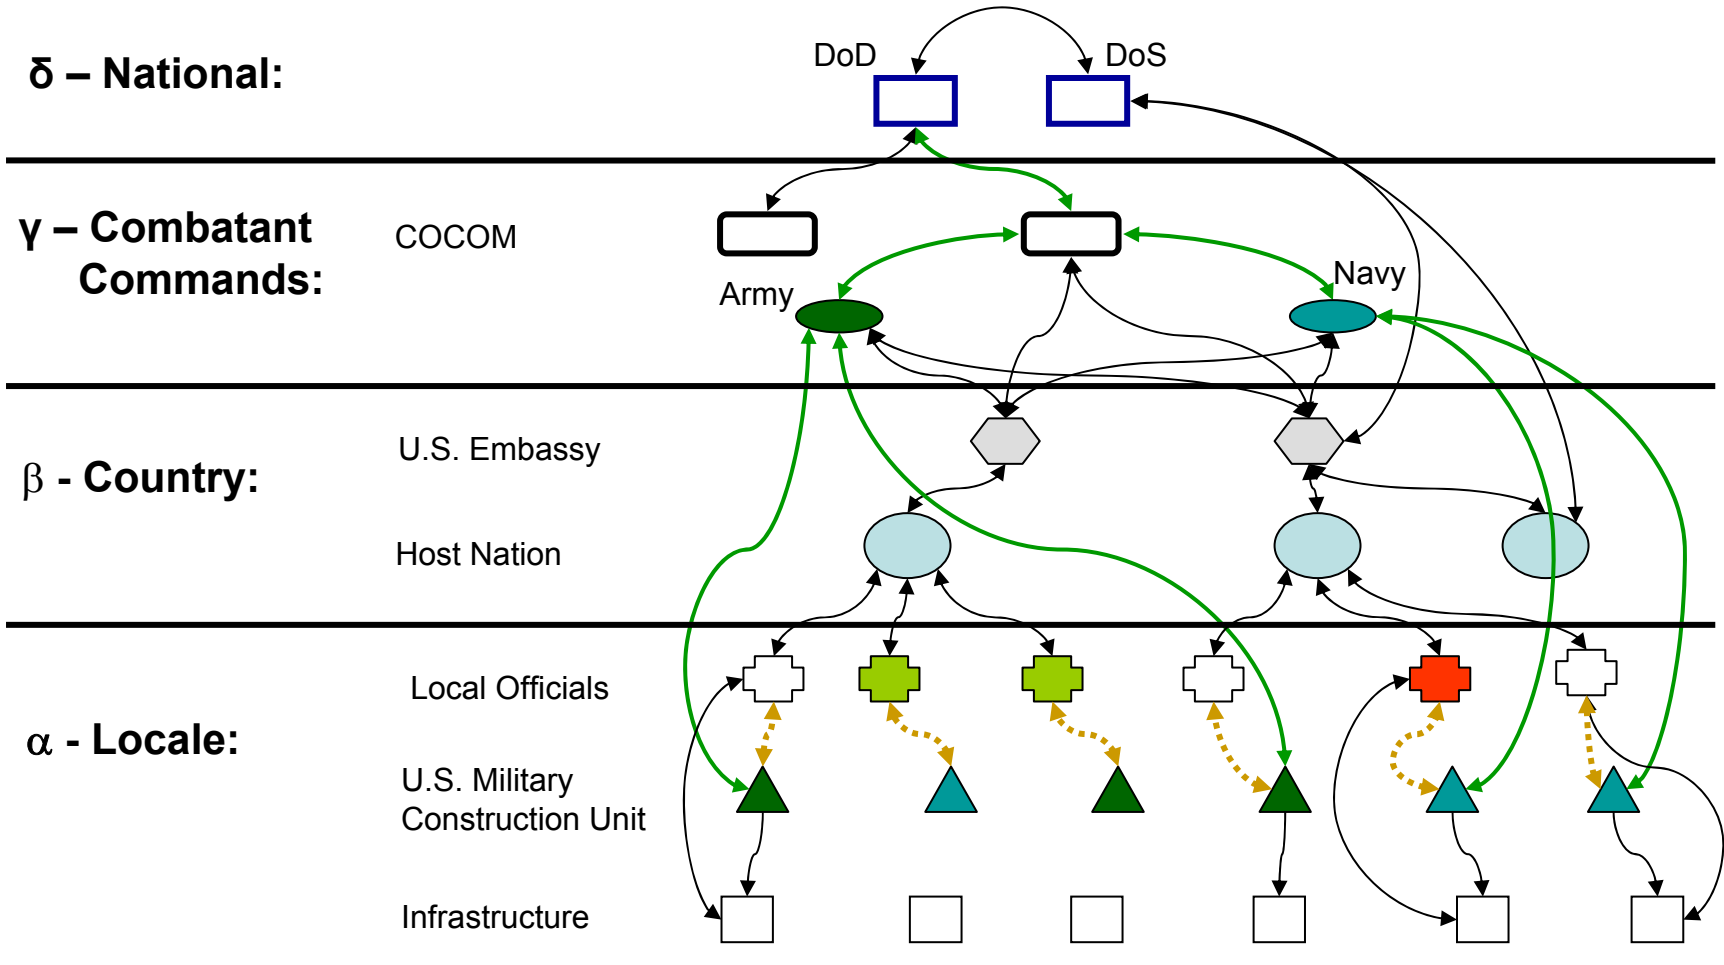 DoD
DoS
δ – National:
γ – Combatant
Commands:
COCOM
Navy
Army
U.S. Embassy
β - Country:
Host Nation
Local Officials
α - Locale:
U.S. Military
Construction Unit
Infrastructure